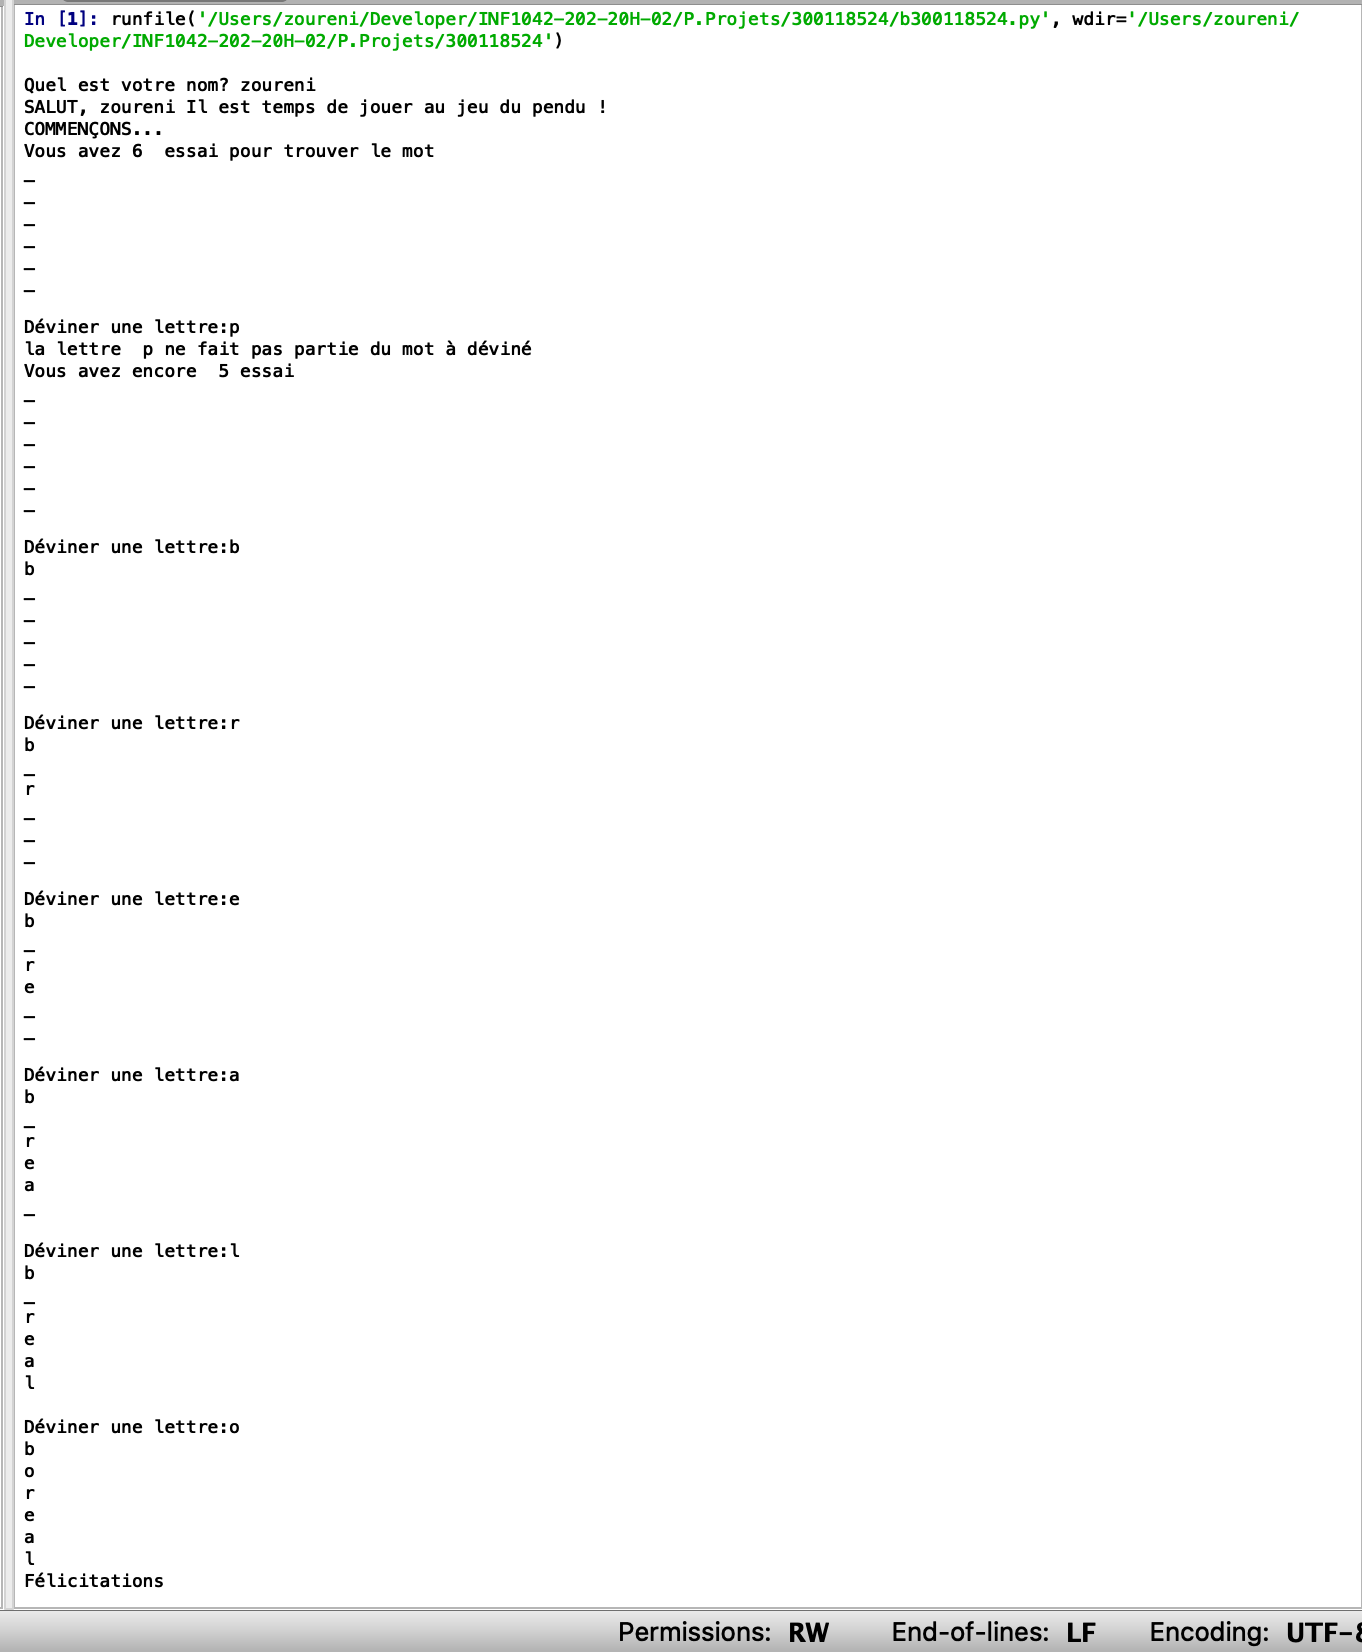 In [1]: runfile('/Users/zoureni/Developer/INF1042-202-20H-02/P.Projets/300118524/b300118524.py', wdir='/Users/zoureni/
Developer/INF1042-202-20H-02/P.Projets/300118524')
Quel est votre nom? zoureni
SALUT, zoureni Il est temps de jouer au jeu du pendu !
COMMENÇONS...
Vous avez 6  essai pour trouver le mot
_
_
_
_
_
_
Déviner une lettre:p
la lettre  p ne fait pas partie du mot à déviné
Vous avez encore  5 essai
_
_
_
_
_
_
Déviner une lettre:b
b
_
_
_
_
_
Déviner une lettre:r
b
_
r
_
_
_
Déviner une lettre:e
b
_
r
e
_
_
Déviner une lettre:a
b
_
r
e
a
_
Déviner une lettre:l
b
_
r
e
a
l
Déviner une lettre:o
b
o
r
e
a
l
Félicitations
Permissions: RW End-of-lines: LF Encoding: UTF-